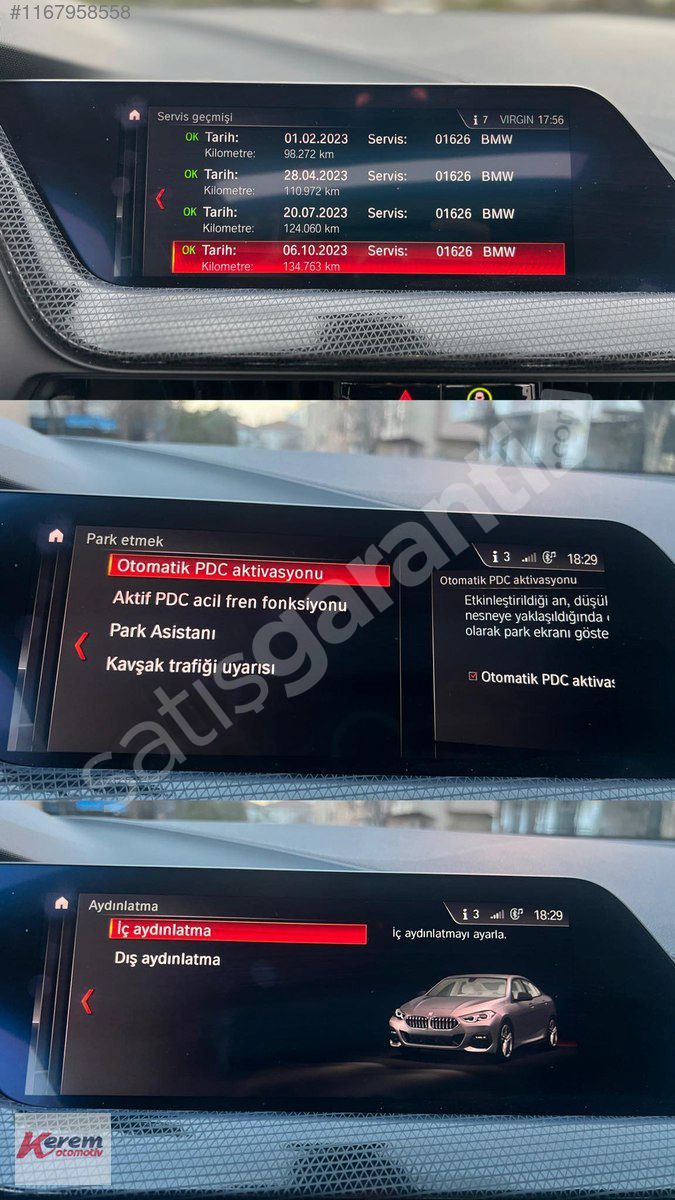 #1167958558
Servis geçmişi
i 7 VIRGIN 17:56
OK Tarih: 01.02.2023 Servis: 01626 BMW
Kilometre: 98.272 km
OK Tarih: 28.04.2023 Servis: 01626 BMW
Kilometre: 110.972 km
OK Tarih: 20.07.2023 Servis: 01626 BMW
Kilometre: 124.060 km
OK Tarih: 06.10.2023 Servis: 01626 BMW
Kilometre: 134.763 km
Park etmek
i 3 18:29
Otomatik PDC aktivasyonu
Aktif PDC acil fren fonksiyonu
Park Asistanı
Kavşak trafiği uyarısı
Otomatik PDC aktivasyonu
Etkinleştirildiği an, düşül
nesneye yaklaşıldığında
olarak park ekranı göste
Otomatik PDC aktivas
satışgaranti
Aydınlatma
i 3 18:29
İç aydınlatma
Dış aydınlatma
İç aydınlatmayı ayarla.
Kerem
otomotiv